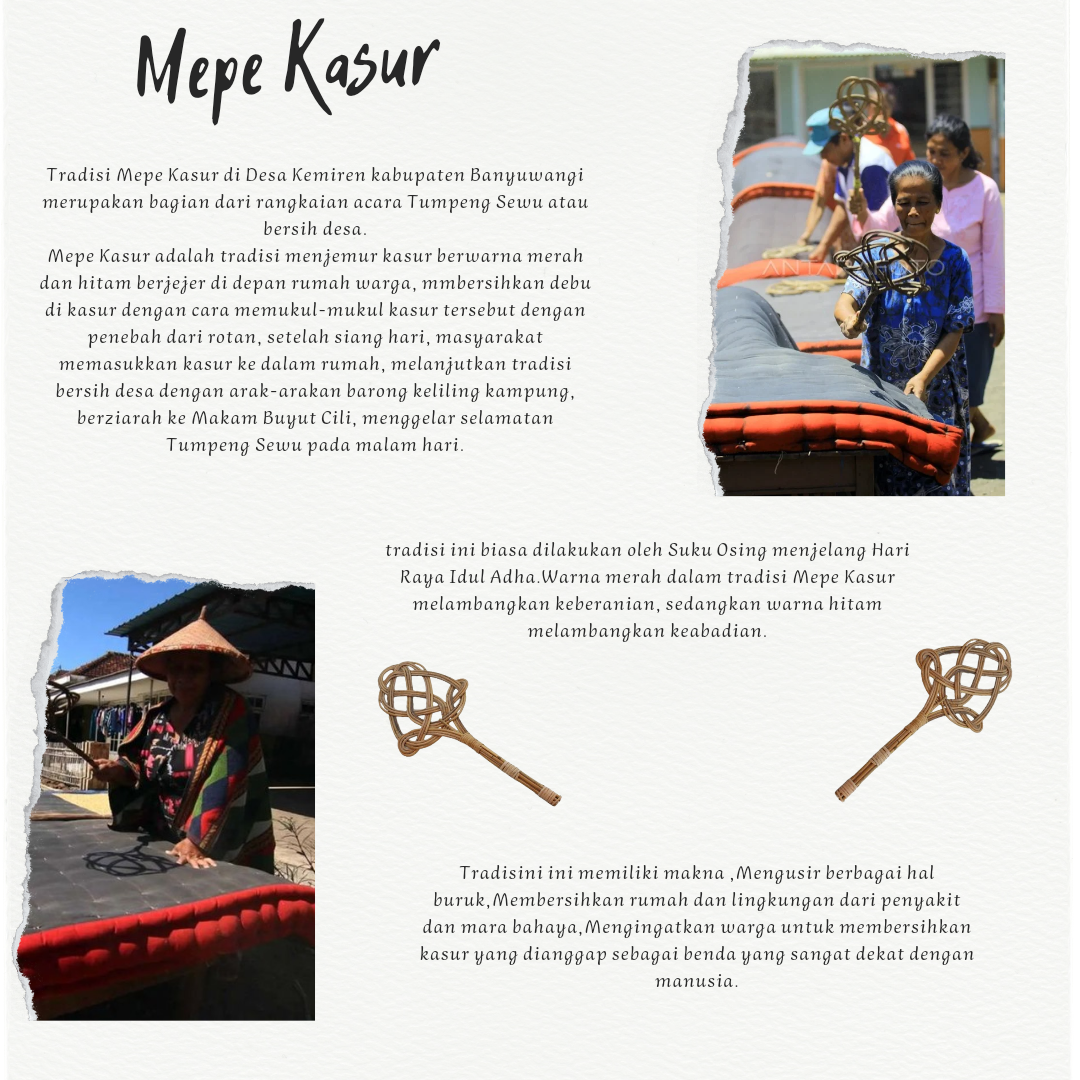 Mepe Kasur
Tradisi Mepe Kasur di Desa Kemiren kabupaten Banyuwangi
merupakan bagian dari rangkaian acara Tumpeng Sewu atau
bersih desa.
Mepe Kasur adalah tradisi menjemur kasur berwarna merah
dan hitam berjejer di depan rumah warga, mmbersihkan debu
di kasur dengan cara memukul-mukul kasur tersebut dengan
penebah dari rotan, setelah siang hari, masyarakat
memasukkan kasur ke dalam rumah, melanjutkan tradisi
bersih desa dengan arak-arakan barong keliling kampung,
berziarah ke Makam Buyut Cili, menggelar selamatan
Tumpeng Sewu pada malam hari.
tradisi ini biasa dilakukan oleh Suku Osing menjelang Hari
Raya Idul Adha.Warna merah dalam tradisi Mepe Kasur
melambangkan keberanian, sedangkan warna hitam
melambangkan keabadian.
Tradisini ini memiliki makna ,Mengusir berbagai hal
buruk,Membersihkan rumah dan lingkungan dari penyakit
dan mara bahaya,Mengingatkan warga untuk membersihkan
kasur yang dianggap sebagai benda yang sangat dekat dengan
manusia.